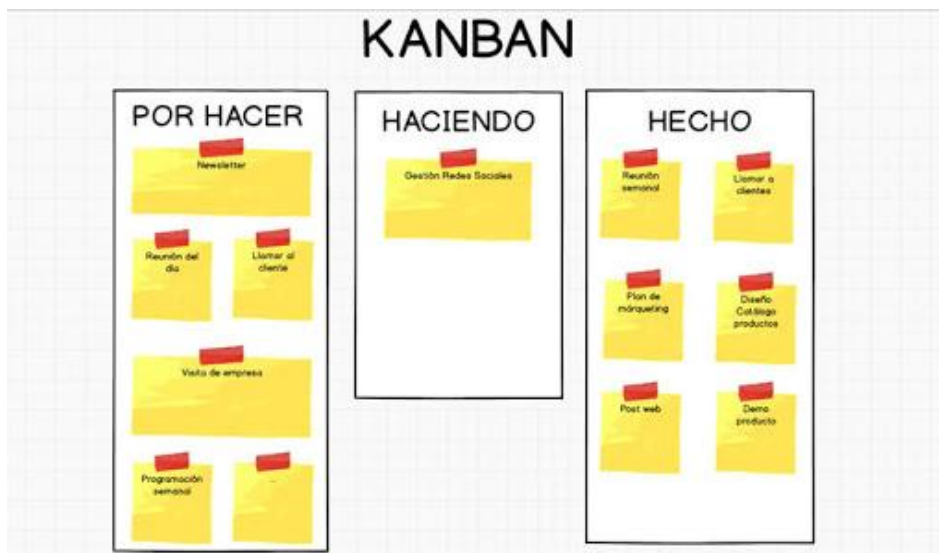 KANBAN
POR HACER
Newsletter
Reunión del
día
Llamar al
cliente
Visita de empresa
Programación
semanal
...
HACIENDO
Gestión Redes Sociales
HECHO
Reunión
semanal
Llamar a
clientes
Plan de
márqueting
Diseño
Catálogo
productos
Post web
Demo
producto